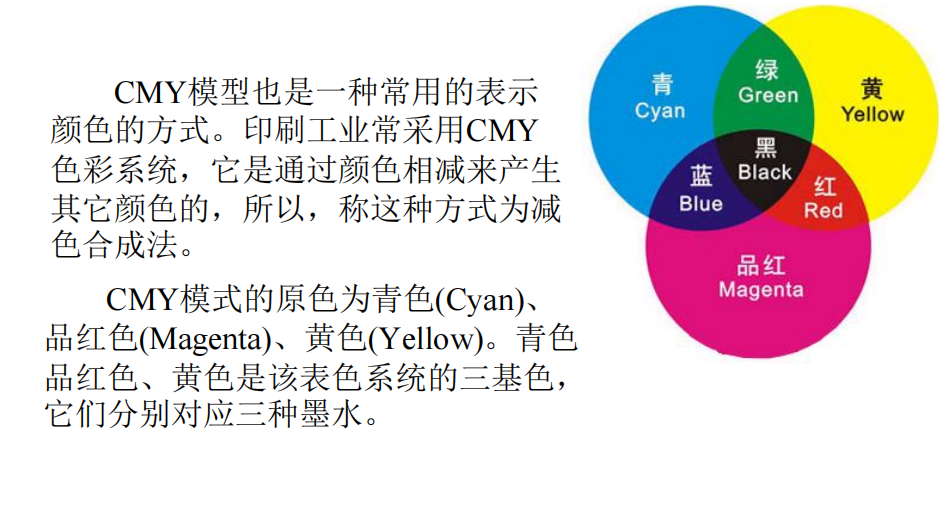 CMY模型也是一种常用的表示
颜色的方式。印刷工业常采用CMY
色彩系统，它是通过颜色相减来产生
其它颜色的，所以，称这种方式为减
色合成法。
CMY模式的原色为青色(Cyan)、
品红色(Magenta)、黄色(Yellow)。青色
品红色、黄色是该表色系统的三基色，
它们分别对应三种墨水。
青
Cyan
绿
Green
黄
Yellow
黑
Black
蓝
Blue
红
Red
品红
Magenta